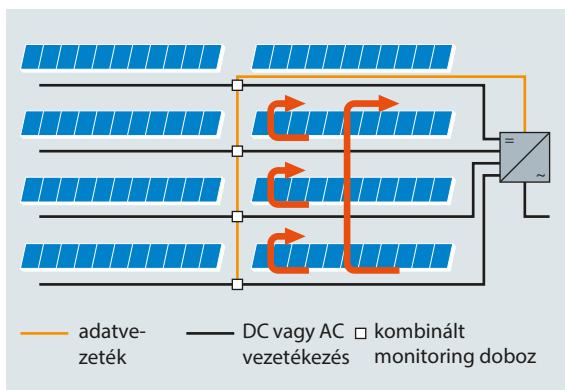 =
~
adatve-
zeték
DC vagy AC
vezetékezés
kombinált
monitoring doboz